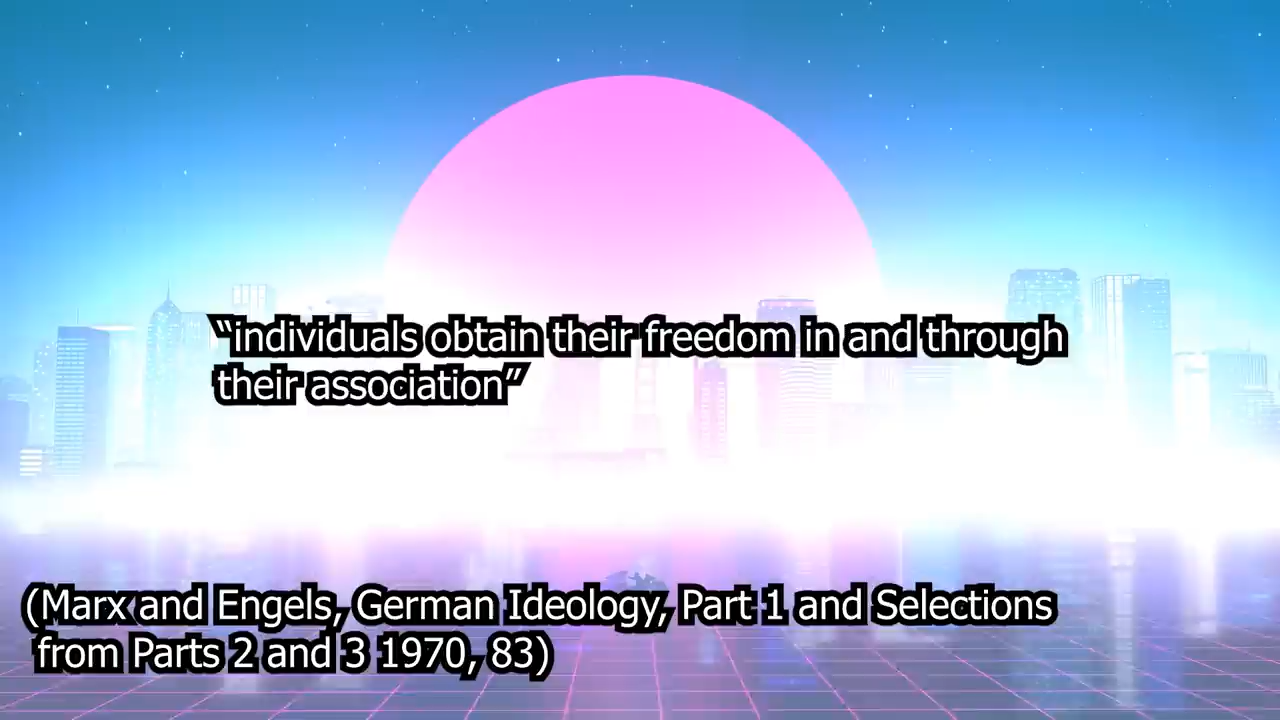 “individuals obtain their freedom in and through
their association”
(Marx and Engels, German Ideology, Part 1 and Selections
from Parts 2 and 3 1970, 83)